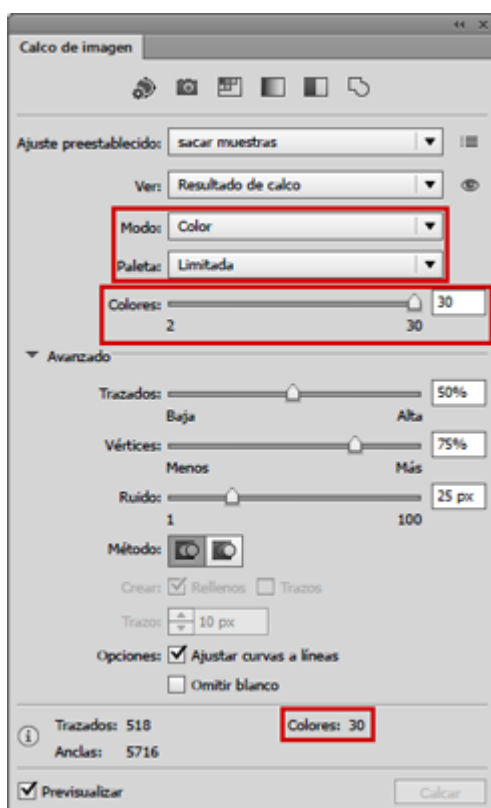 Calco de imagen
Ajuste preestablecido: sacar muestras
Ver: Resultado de calco
Modo: Color
Paleta: Limitada
Colores: 30
2 30
Avanzado
Trazados: 50%
Baja Alta
Vértices: 75%
Menos Más
Ruido: 25 px
1 100
Método:
Crear: Rellenos Trazos
Trazo: 10 px
Opciones: Ajustar curvas a líneas
Omitir blanco
Trazados: 518 Colores: 30
Anclas: 5716
Previsualizar Calcar